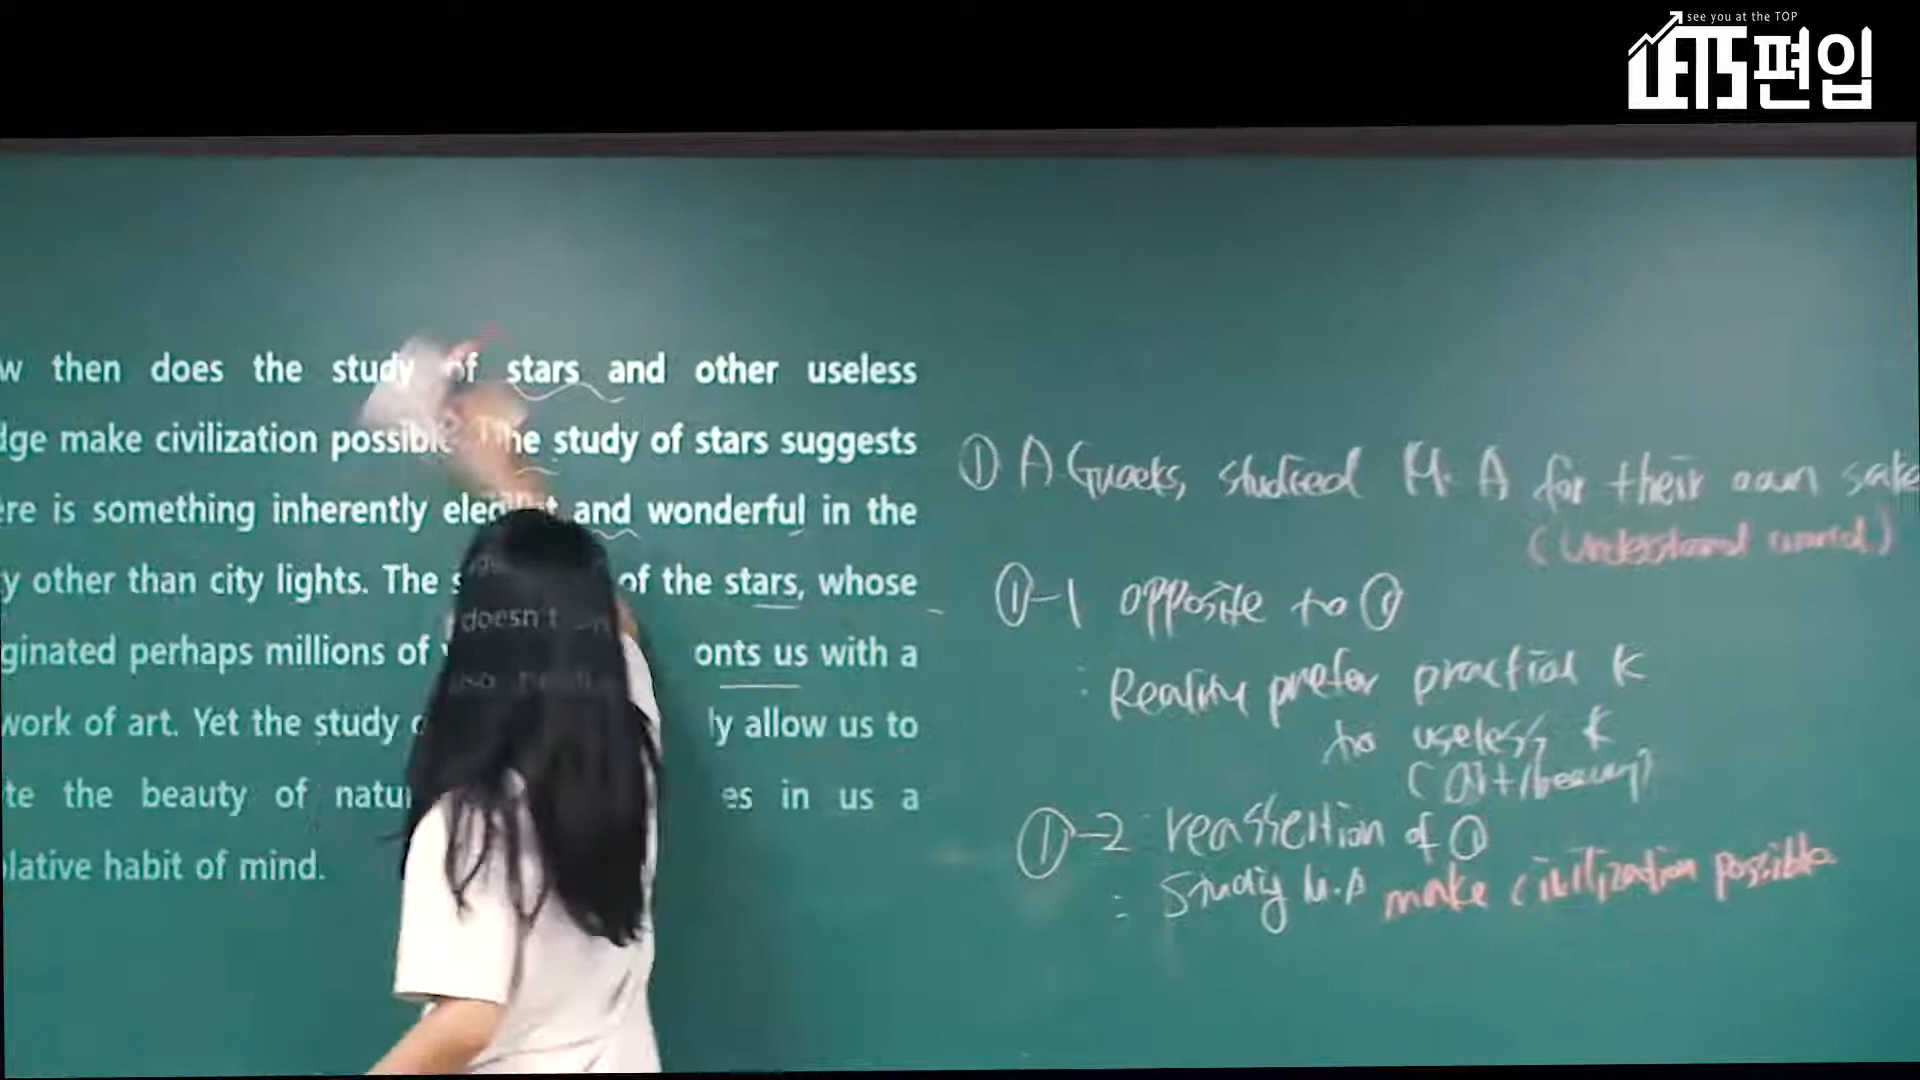 see you at the TOP
LETS편입
w then does the study of stars and other useless
dge make civilization possible The study of stars suggests
ere is something inherently elegant and wonderful in the
y other than city lights. The s of the stars, whose
ginated perhaps millions of onts us with a
work of art. Yet the study ly allow us to
te the beauty of natu es in us a
lative habit of mind.
doesn't
① A Greeks, studied M. A for their own sake
(understand world)
①-1 opposite to ①
: Reality prefer practical K
to useless K
(Art/beauty)
①-2 reassertion of ①
: Study M.A make civilization possible